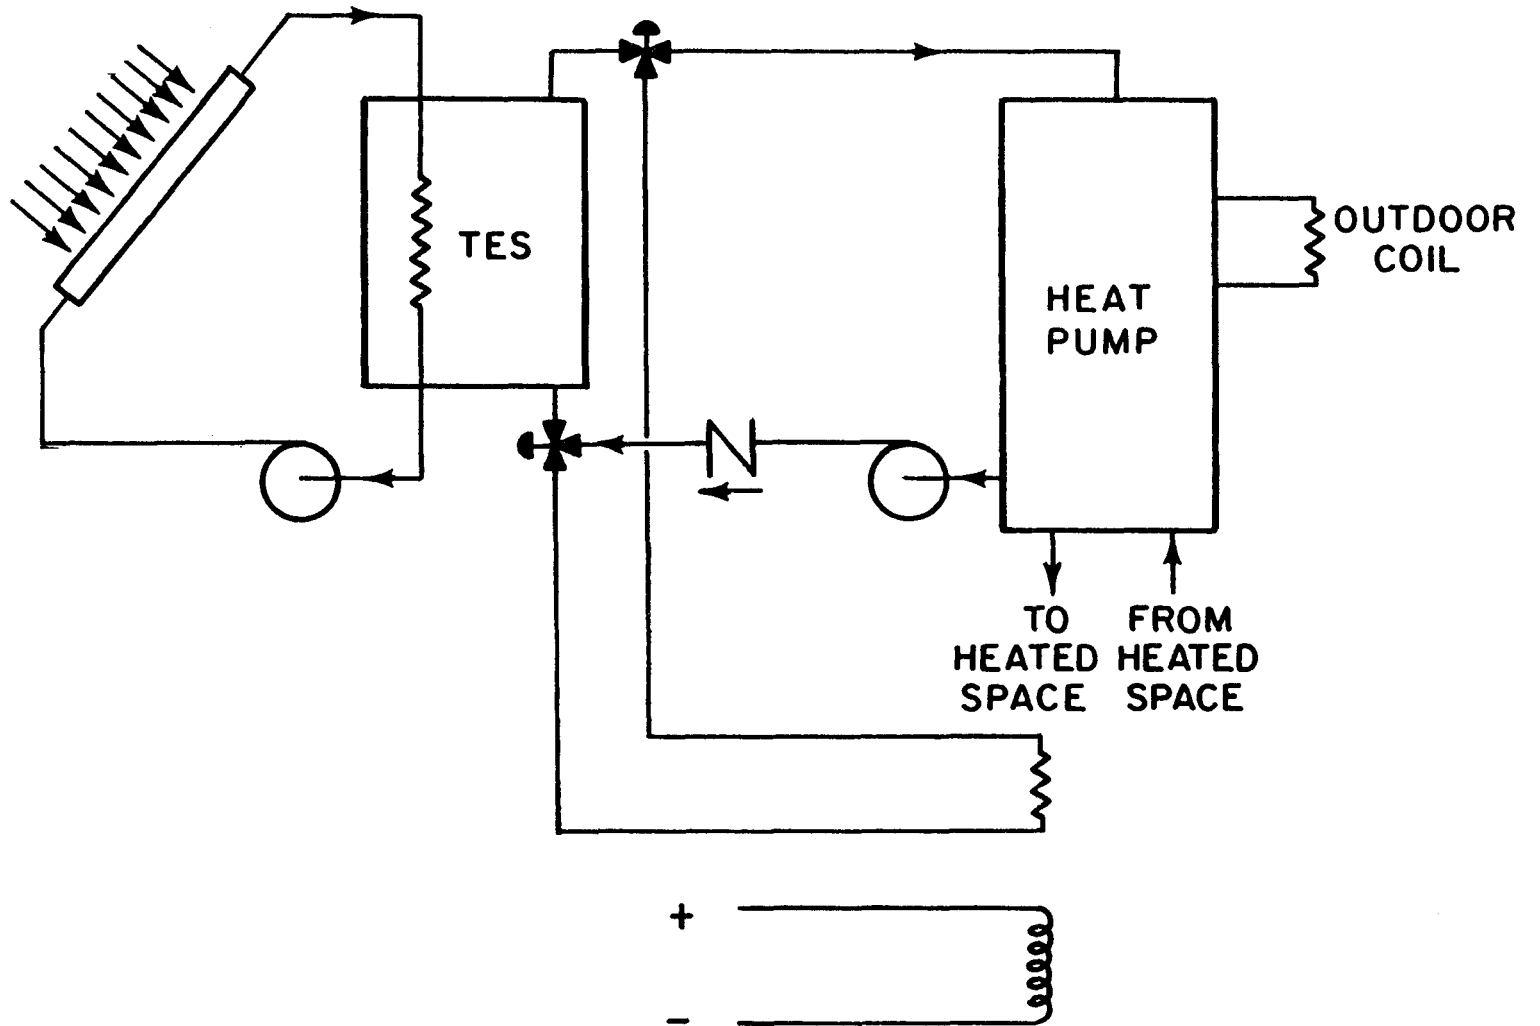 TES
HEAT
PUMP
OUTDOOR
COIL
TO
HEATED
SPACE
FROM
HEATED
SPACE
+
-